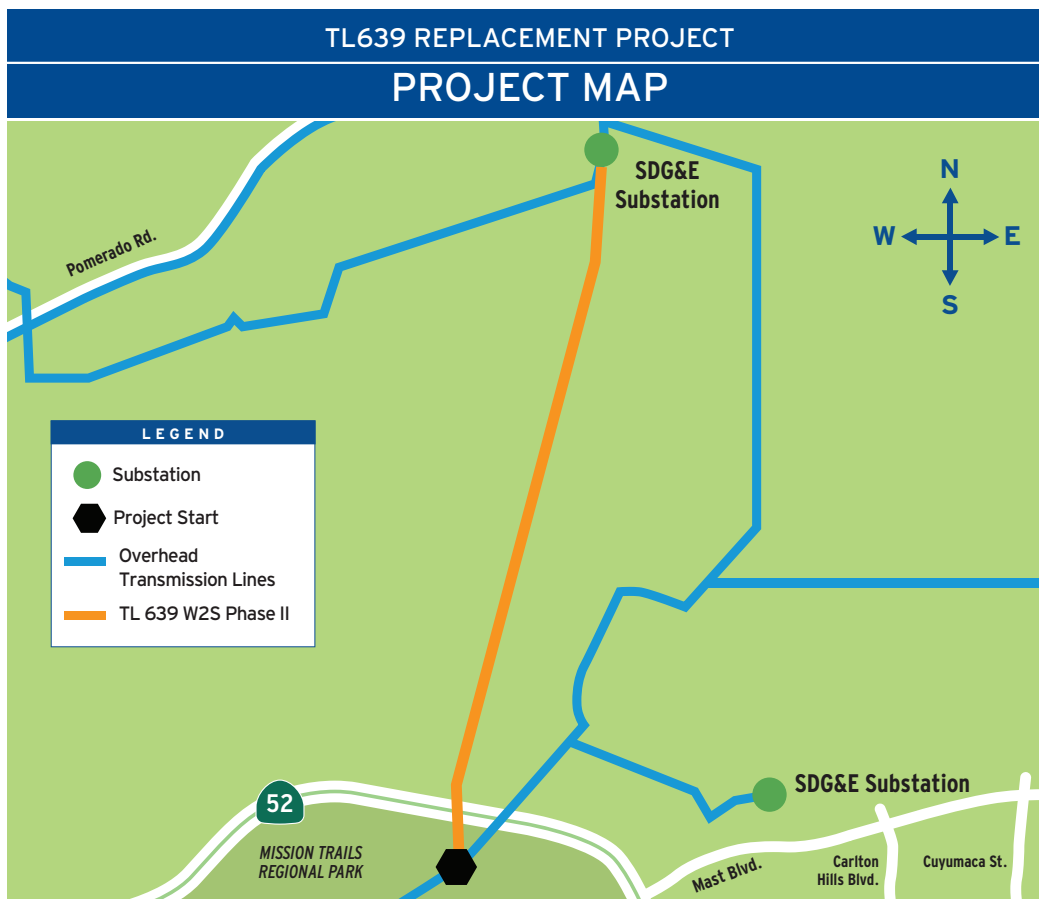 TL639 REPLACEMENT PROJECT
PROJECT MAP
SDG&E
Substation
N
W
E
S
Pomerado Rd.
LEGEND
Substation
Project Start
Overhead
Transmission Lines
TL 639 W2S Phase II
52
SDG&E Substation
MISSION TRAILS
REGIONAL PARK
Mast Blvd.
Carlton
Hills Blvd.
Cuyumaca St.